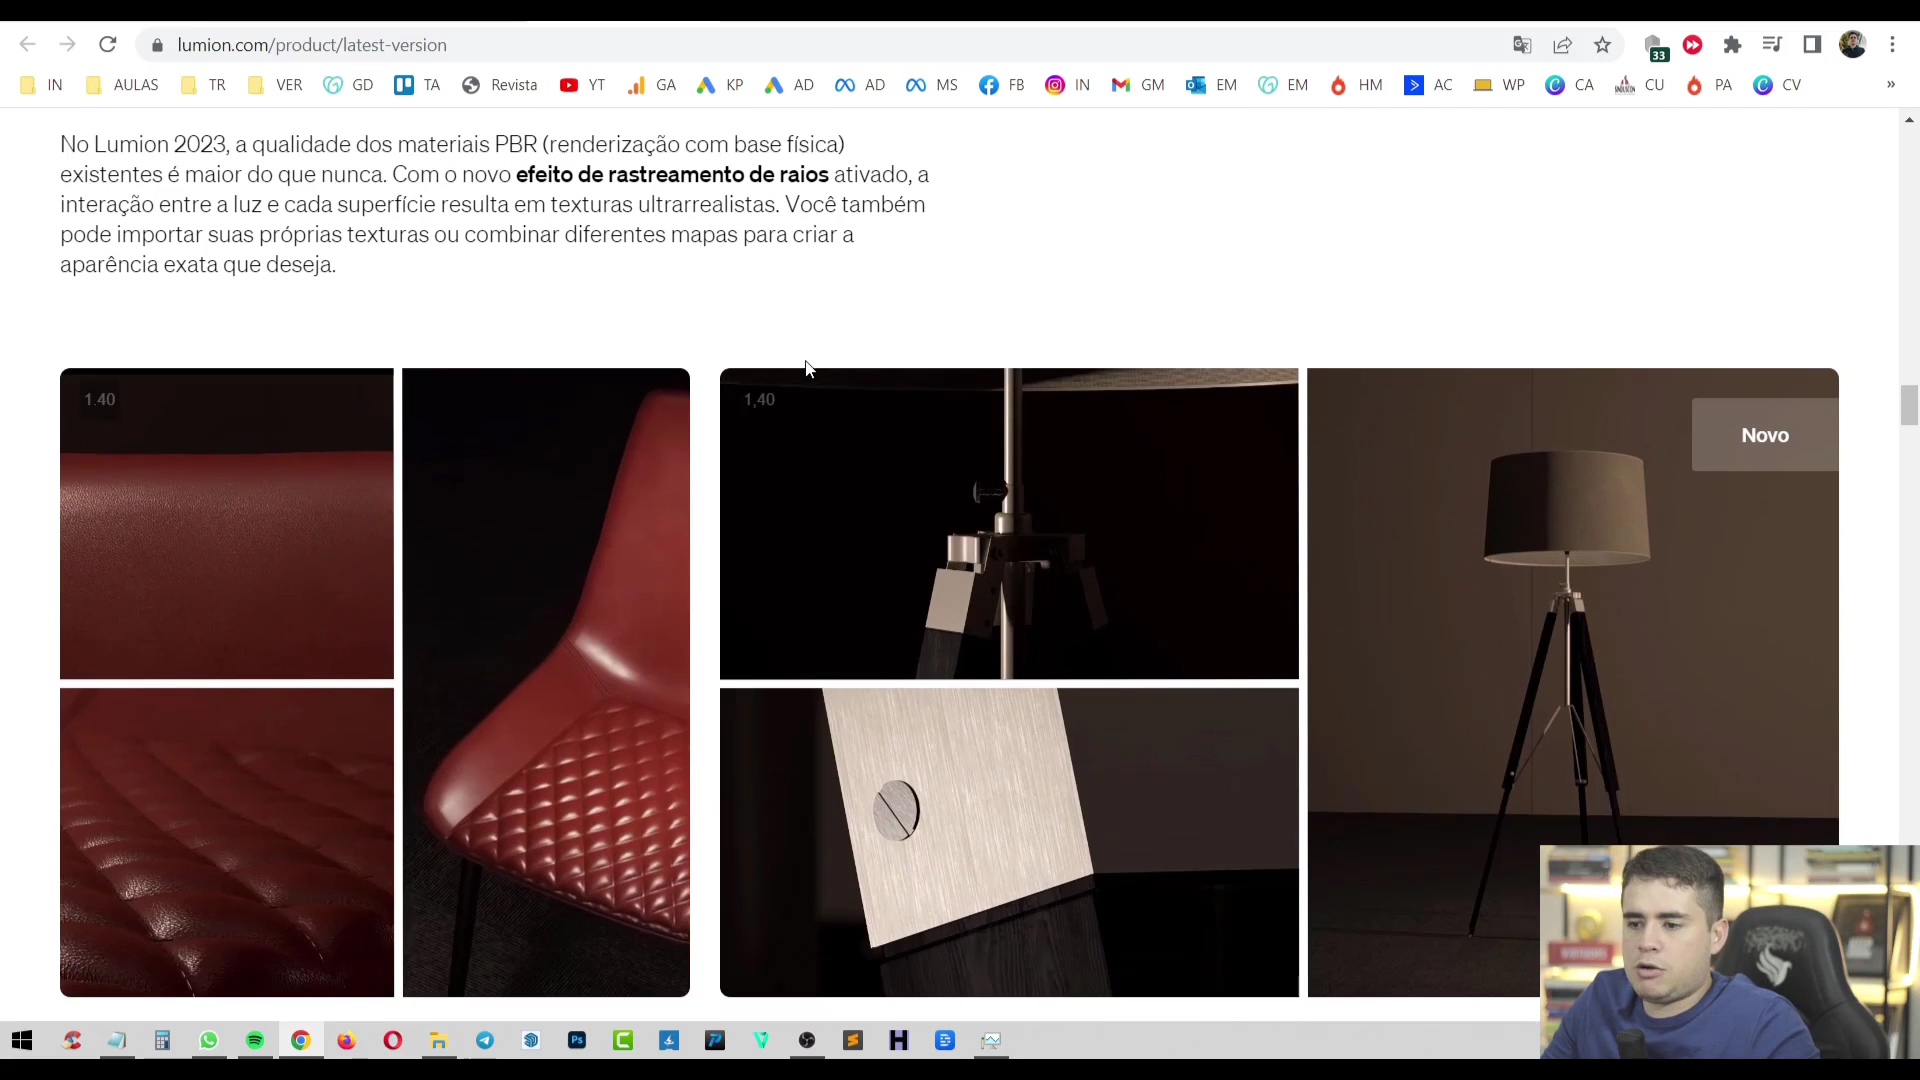 lumion.com/product/latest-version
33
IN
AULAS
TR
VER
GD
TA
Revista
YT
GA
KP
AD
AD
MS
FB
IN
GM
EM
EM
HM
AC
WP
CA
CU
PA
CV
»
No Lumion 2023, a qualidade dos materiais PBR (renderização com base física)
existentes é maior do que nunca. Com o novo efeito de rastreamento de raios ativado, a
interação entre a luz e cada superfície resulta em texturas ultrarrealistas. Você também
pode importar suas próprias texturas ou combinar diferentes mapas para criar a
aparência exata que deseja.
1.40
1,40
Novo
Ps